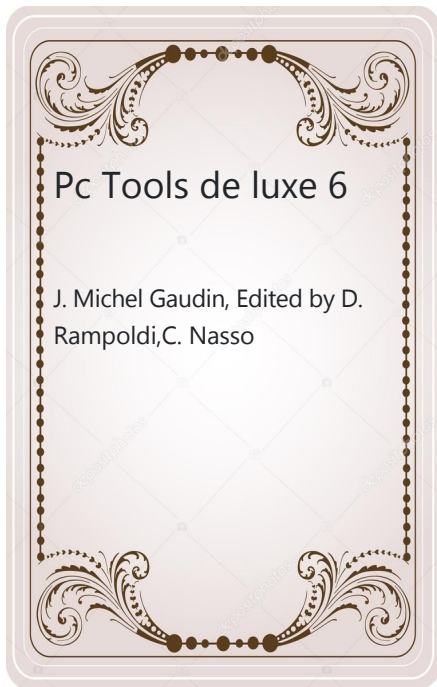 Pc Tools de luxe 6
J. Michel Gaudin, Edited by D.
Rampoldi,C. Nasso